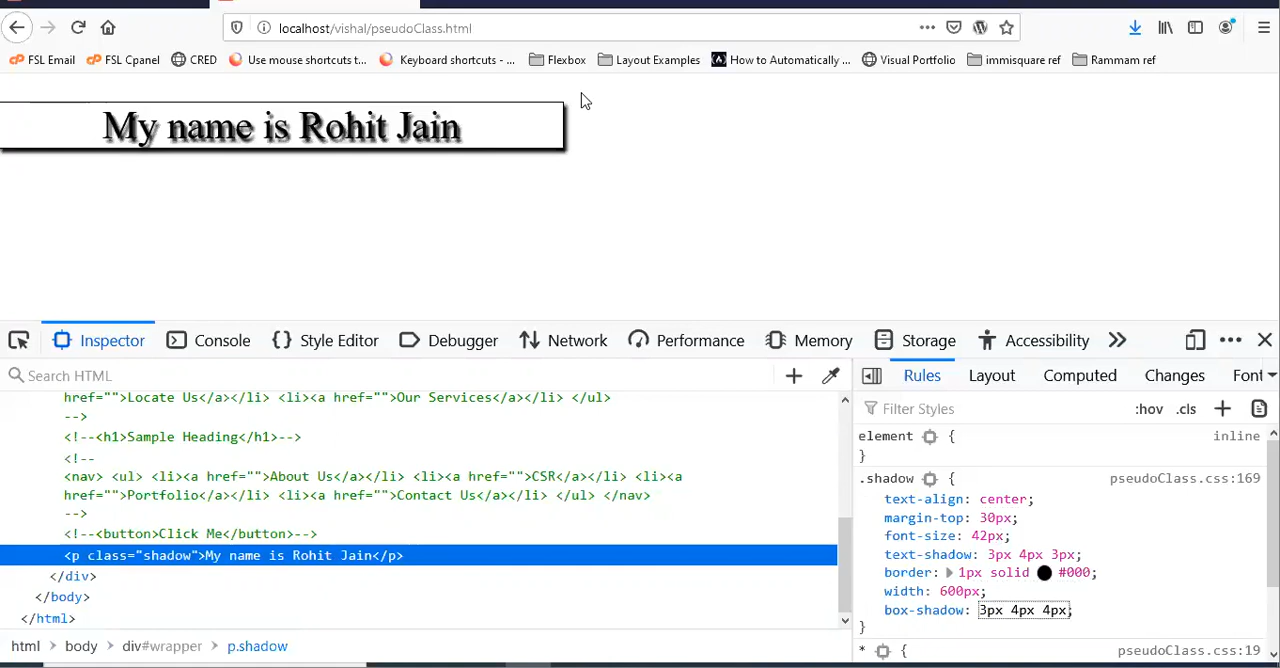 localhost/vishal/pseudoClass.html
FSL Email FSL Cpanel CRED Use mouse shortcuts t... Keyboard shortcuts - ... Flexbox Layout Examples How to Automatically ... Visual Portfolio immisquare ref Rammam ref
My name is Rohit Jain
Inspector Console Style Editor Debugger Network Performance Memory Storage Accessibility
Search HTML
Rules Layout Computed Changes Font
href="">Locate Us</a></li> <li><a href="">Our Services</a></li> </ul>
-->
<!--<h1>Sample Heading</h1>-->
<!--
<nav> <ul> <li><a href="">About Us</a></li> <li><a href="">CSR</a></li> <li><a
href="">Portfolio</a></li> <li><a href="">Contact Us</a></li> </ul> </nav>
-->
<!--<button>Click Me</button>-->
<p class="shadow">My name is Rohit Jain</p>
</div>
</body>
</html>
html body div#wrapper p.shadow
Filter Styles :hov .cls
element { inline
}
.shadow { pseudoClass.css:169
text-align: center;
margin-top: 30px;
font-size: 42px;
text-shadow: 3px 4px 3px;
border: 1px solid #000;
width: 600px;
box-shadow: 3px 4px 4px;
}
* { pseudoClass.css:19